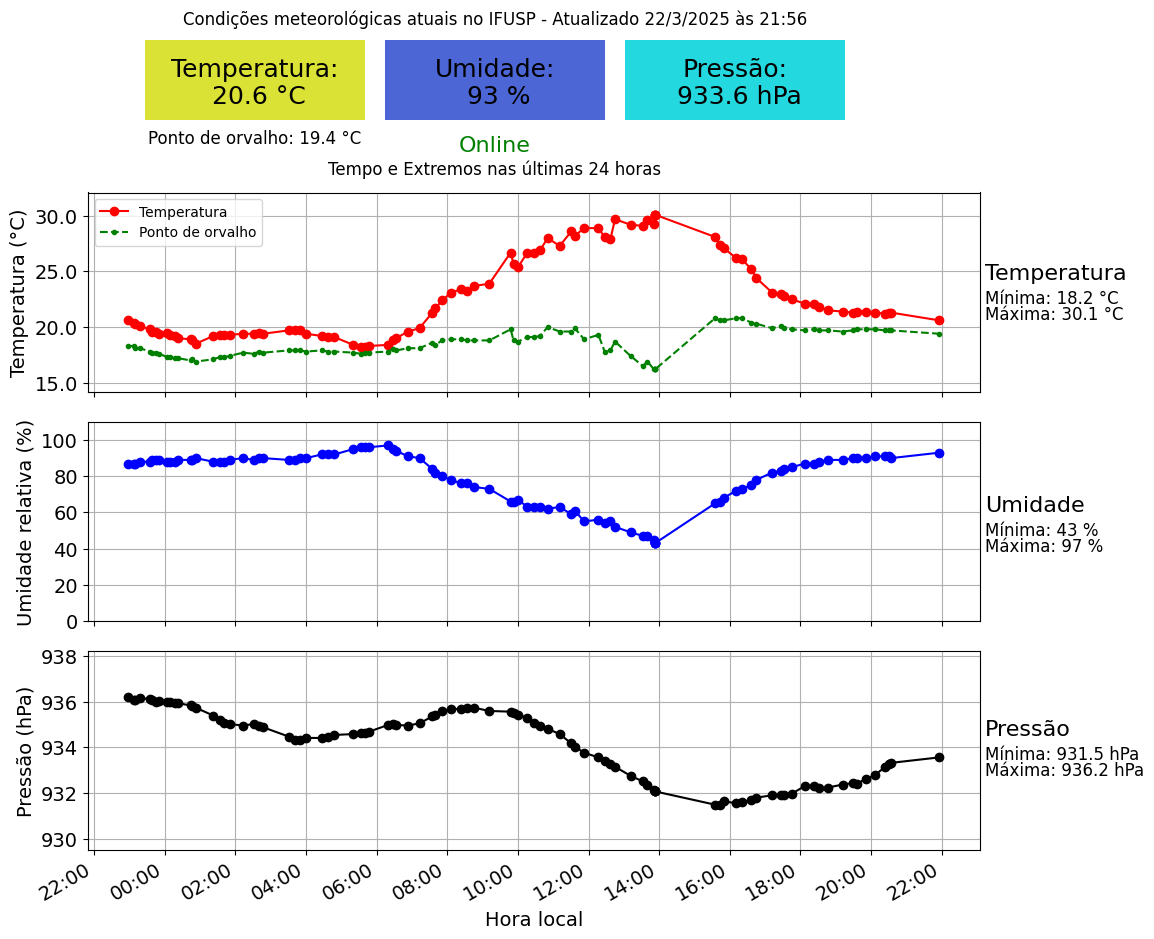 Condições meteorológicas atuais no IFUSP - Atualizado 22/3/2025 às 21:56
Temperatura:
20.6 °C
Umidade:
93 %
Pressão:
933.6 hPa
Ponto de orvalho: 19.4 °C
Online
Tempo e Extremos nas últimas 24 horas
Temperatura (°C)
30.0
25.0
20.0
15.0
Temperatura
Ponto de orvalho
Temperatura
Mínima: 18.2 °C
Máxima: 30.1 °C
Umidade relativa (%)
100
80
60
40
20
0
Umidade
Mínima: 43 %
Máxima: 97 %
Pressão (hPa)
938
936
934
932
930
Pressão
Mínima: 931.5 hPa
Máxima: 936.2 hPa
22:00 00:00 02:00 04:00 06:00 08:00 10:00 12:00 14:00 16:00 18:00 20:00 22:00
Hora local